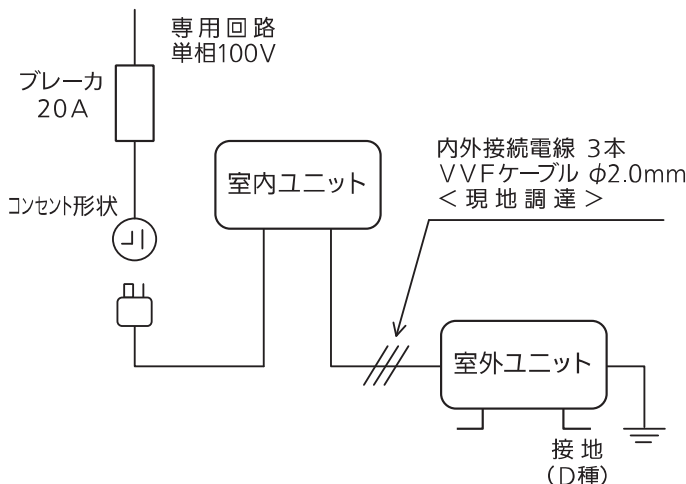 専用回路
単相100V
ブレーカ
20A
コンセント形状
室内ユニット
内外接続電線 3本
VVFケーブル φ2.0mm
<現地調達>
室外ユニット
接地
(D種)